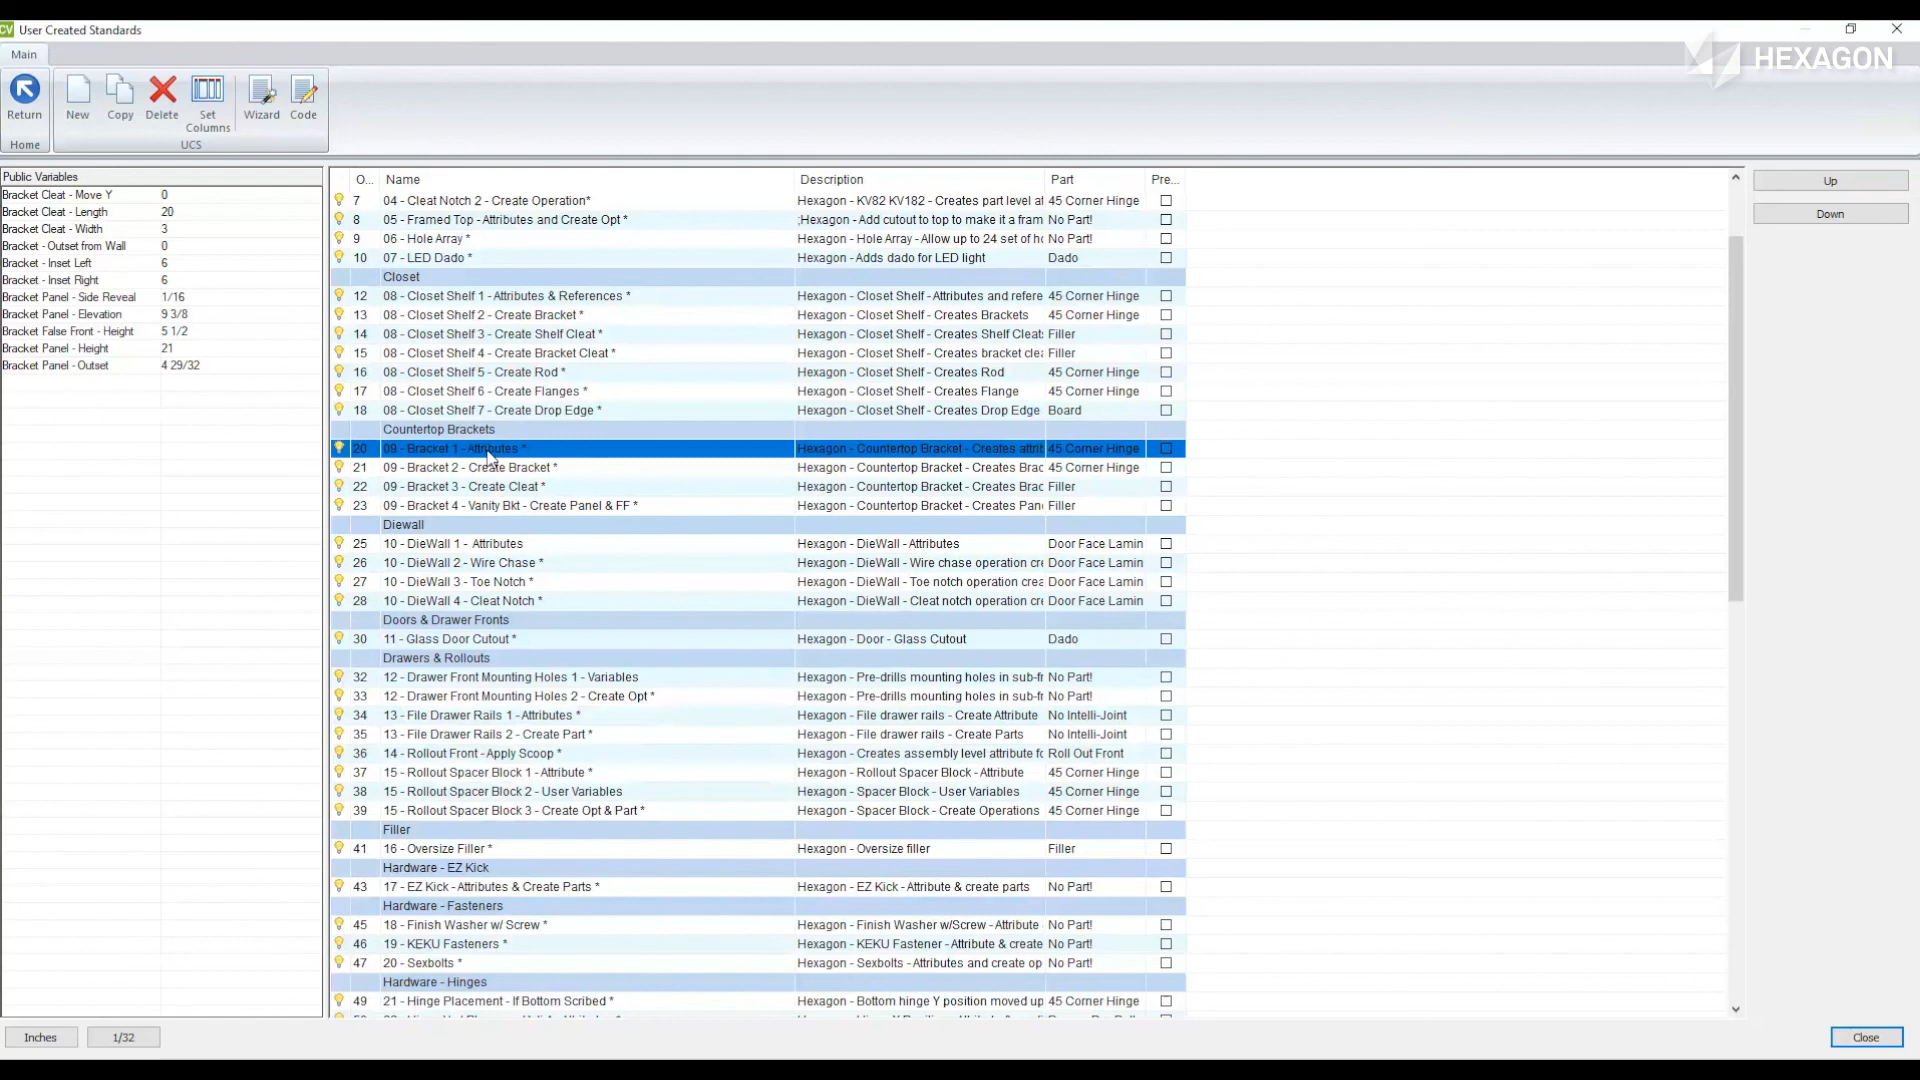 CV User Created Standards
HEXAGON
Main
Return
New
Copy
Delete
Set Columns
Wizard
Code
Home
UCS
Public Variables
Bracket Cleat - Move Y 0
Bracket Cleat - Length 20
Bracket Cleat - Width 3
Bracket - Outset from Wall 0
Bracket - Inset Left 6
Bracket - Inset Right 6
Bracket Panel - Side Reveal 1/16
Bracket Panel - Elevation 9 3/8
Bracket False Front - Height 5 1/2
Bracket Panel - Height 21
Bracket Panel - Outset 4 29/32
O... Name Description Part Pre...
7 04 - Cleat Notch 2 - Create Operation* Hexagon - KV82 KV182 - Creates part level at 45 Corner Hinge
8 05 - Framed Top - Attributes and Create Opt * ;Hexagon - Add cutout to top to make it a fram No Part!
9 06 - Hole Array * Hexagon - Hole Array - Allow up to 24 set of ho No Part!
10 07 - LED Dado * Hexagon - Adds dado for LED light Dado
Closet
12 08 - Closet Shelf 1 - Attributes & References * Hexagon - Closet Shelf - Attributes and refere 45 Corner Hinge
13 08 - Closet Shelf 2 - Create Bracket * Hexagon - Closet Shelf - Creates Brackets 45 Corner Hinge
14 08 - Closet Shelf 3 - Create Shelf Cleat * Hexagon - Closet Shelf - Creates Shelf Cleats Filler
15 08 - Closet Shelf 4 - Create Bracket Cleat * Hexagon - Closet Shelf - Creates bracket clea Filler
16 08 - Closet Shelf 5 - Create Rod * Hexagon - Closet Shelf - Creates Rod 45 Corner Hinge
17 08 - Closet Shelf 6 - Create Flanges * Hexagon - Closet Shelf - Creates Flange 45 Corner Hinge
18 08 - Closet Shelf 7 - Create Drop Edge * Hexagon - Closet Shelf - Creates Drop Edge Board
Countertop Brackets
20 09 - Bracket 1 - Attributes * Hexagon - Countertop Bracket - Creates attrib 45 Corner Hinge
21 09 - Bracket 2 - Create Bracket * Hexagon - Countertop Bracket - Creates Brac 45 Corner Hinge
22 09 - Bracket 3 - Create Cleat * Hexagon - Countertop Bracket - Creates Brac Filler
23 09 - Bracket 4 - Vanity Bkt - Create Panel & FF * Hexagon - Countertop Bracket - Creates Pan Filler
Diewall
25 10 - DieWall 1 - Attributes Hexagon - DieWall - Attributes Door Face Lamin
26 10 - DieWall 2 - Wire Chase * Hexagon - DieWall - Wire chase operation cre Door Face Lamin
27 10 - DieWall 3 - Toe Notch * Hexagon - DieWall - Toe notch operation crea Door Face Lamin
28 10 - DieWall 4 - Cleat Notch * Hexagon - DieWall - Cleat notch operation cre Door Face Lamin
Doors & Drawer Fronts
30 11 - Glass Door Cutout * Hexagon - Door - Glass Cutout Dado
Drawers & Rollouts
32 12 - Drawer Front Mounting Holes 1 - Variables Hexagon - Pre-drills mounting holes in sub-fr No Part!
33 12 - Drawer Front Mounting Holes 2 - Create Opt * Hexagon - Pre-drills mounting holes in sub-fr No Part!
34 13 - File Drawer Rails 1 - Attributes * Hexagon - File drawer rails - Create Attribute No Intelli-Joint
35 13 - File Drawer Rails 2 - Create Part * Hexagon - File drawer rails - Create Parts No Intelli-Joint
36 14 - Rollout Front - Apply Scoop * Hexagon - Creates assembly level attribute fo Roll Out Front
37 15 - Rollout Spacer Block 1 - Attribute * Hexagon - Rollout Spacer Block - Attribute 45 Corner Hinge
38 15 - Rollout Spacer Block 2 - User Variables Hexagon - Spacer Block - User Variables 45 Corner Hinge
39 15 - Rollout Spacer Block 3 - Create Opt & Part * Hexagon - Spacer Block - Create Operations 45 Corner Hinge
Filler
41 16 - Oversize Filler * Hexagon - Oversize filler Filler
Hardware - EZ Kick
43 17 - EZ Kick - Attributes & Create Parts * Hexagon - EZ Kick - Attribute & create parts No Part!
Hardware - Fasteners
45 18 - Finish Washer w/ Screw * Hexagon - Finish Washer w/Screw - Attribute No Part!
46 19 - KEKU Fasteners * Hexagon - KEKU Fastener - Attribute & create No Part!
47 20 - Sexbolts * Hexagon - Sexbolts - Attributes and create op No Part!
Hardware - Hinges
49 21 - Hinge Placement - If Bottom Scribed * Hexagon - Bottom hinge Y position moved up 45 Corner Hinge
Up
Down
Inches
1/32
Close